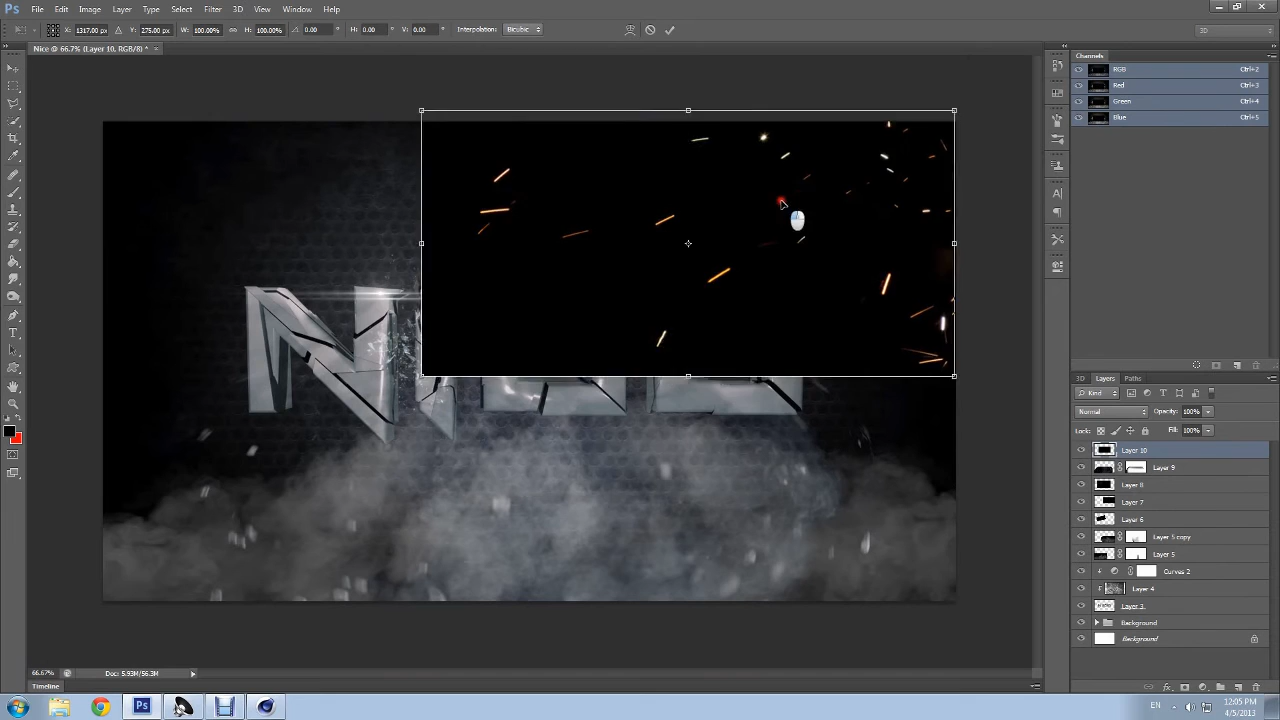 Ps File Edit Image Layer Type Select Filter 3D View Window Help
X: 1317.00 px Y: 275.00 px W: 100.00% H: 100.00% 0.00 ° H: 0.00 ° V: 0.00 ° Interpolation: Bicubic 3D
Nice @ 66.7% (Layer 10, RGB/8) * ×
Channels
RGB Ctrl+2
Red Ctrl+3
Green Ctrl+4
Blue Ctrl+5
3D Layers Paths
Kind
Normal Opacity: 100%
Lock: Fill: 100%
Layer 10
Layer 9
Layer 8
Layer 7
Layer 6
Layer 5 copy
Layer 5
Curves 2
Layer 4
Layer 3
Background
Background
66.67% Doc: 5.93M/56.3M
Timeline
Ps EN 12:05 PM
4/5/2013